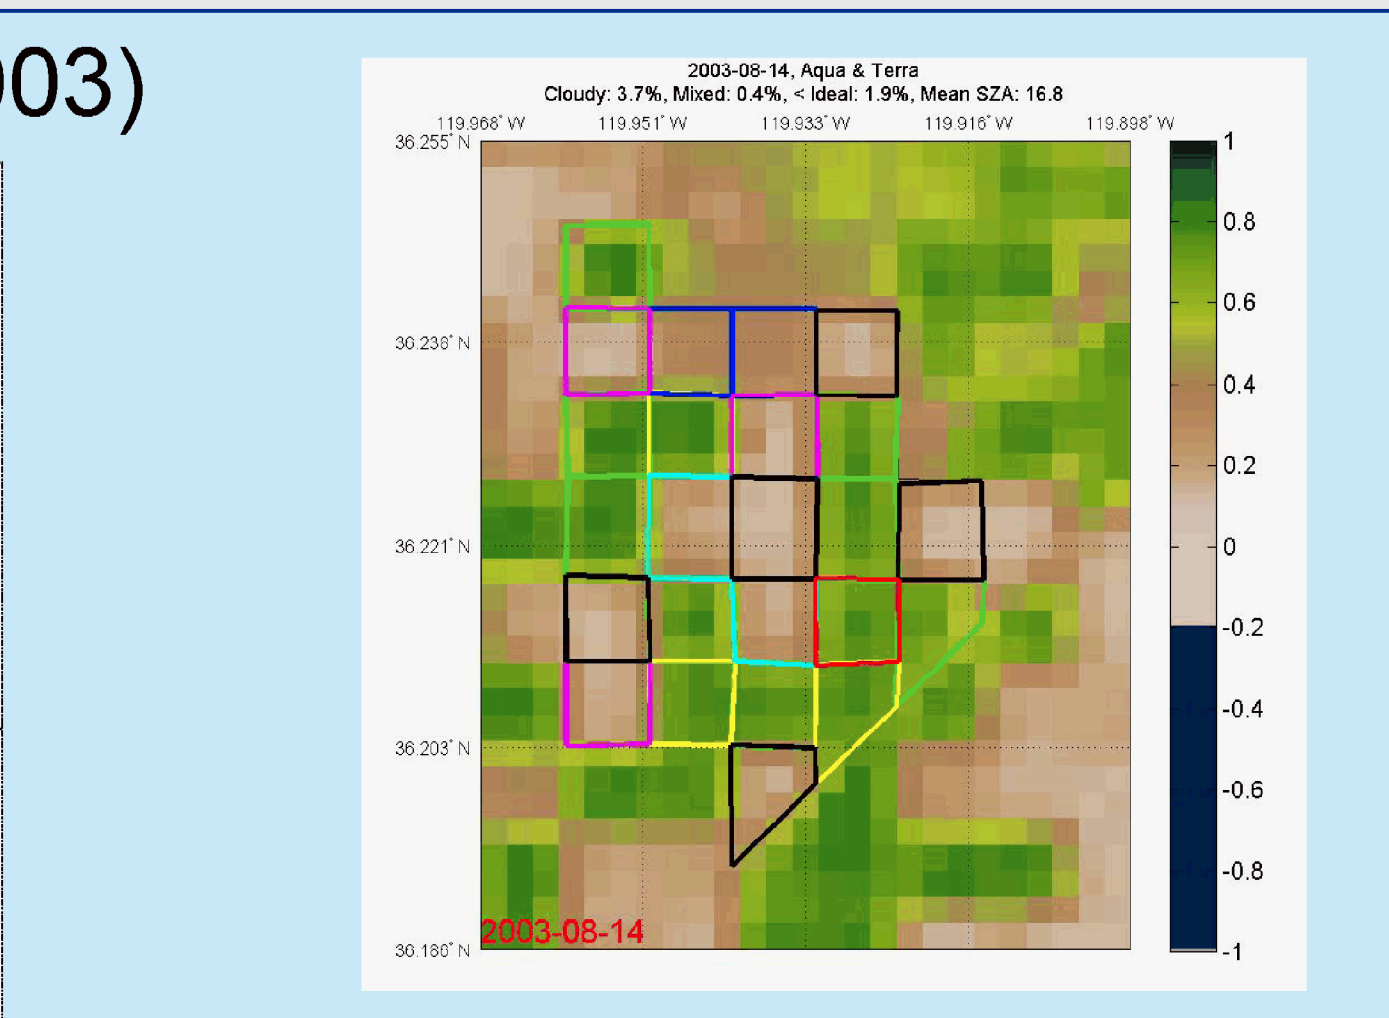 003)
2003-08-14, Aqua & Terra
Cloudy: 3.7%, Mixed: 0.4%, < Ideal: 1.9%, Mean SZA: 16.8
119.968° W 119.951° W 119.933° W 119.916° W 119.898° W
36.255° N
36.238° N
36.221° N
36.203° N
36.186° N
1
0.8
0.6
0.4
0.2
0
-0.2
-0.4
-0.6
-0.8
-1
2003-08-14